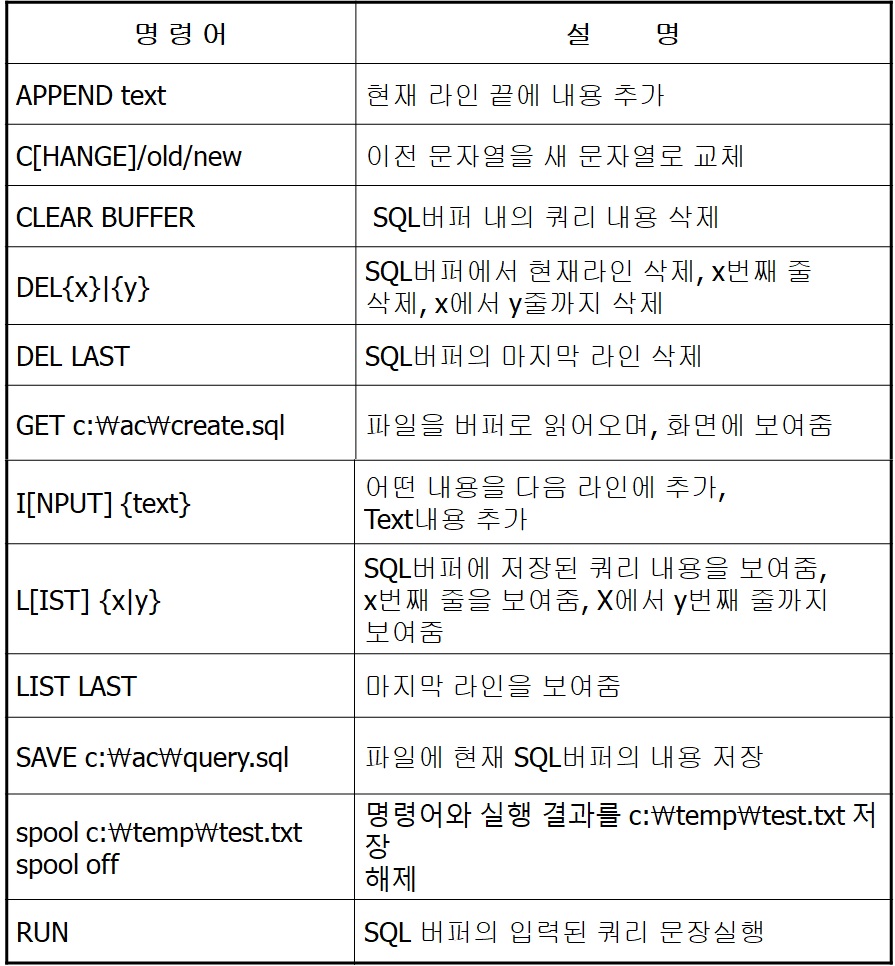 명 령 어
설 명
APPEND text
현재 라인 끝에 내용 추가
C[HANGE]/old/new
이전 문자열을 새 문자열로 교체
CLEAR BUFFER
SQL버퍼 내의 쿼리 내용 삭제
DEL{x}|{y}
SQL버퍼에서 현재라인 삭제, x번째 줄
삭제, x에서 y줄까지 삭제
DEL LAST
SQL버퍼의 마지막 라인 삭제
GET c:₩ac₩create.sql
파일을 버퍼로 읽어오며, 화면에 보여줌
I[NPUT] {text}
어떤 내용을 다음 라인에 추가,
Text내용 추가
L[IST] {x|y}
SQL버퍼에 저장된 쿼리 내용을 보여줌,
x번째 줄을 보여줌, X에서 y번째 줄까지
보여줌
LIST LAST
마지막 라인을 보여줌
SAVE c:₩ac₩query.sql
파일에 현재 SQL버퍼의 내용 저장
spool c:₩temp₩test.txt
spool off
명령어와 실행 결과를 c:₩temp₩test.txt 저
장
해제
RUN
SQL 버퍼의 입력된 쿼리 문장실행